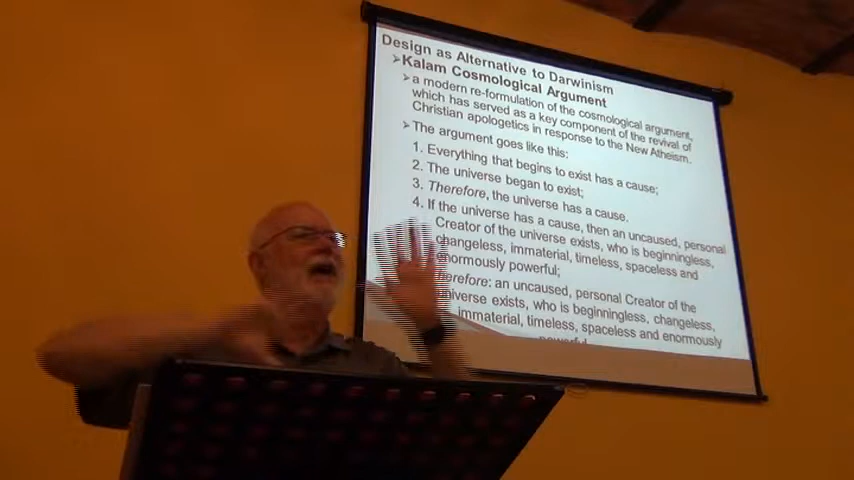 Design as Alternative to Darwinism
➢Kalam Cosmological Argument
➢a modern re-formulation of the cosmological argument,
which has served as a key component of the revival of
Christian apologetics in response to the New Atheism.
➢The argument goes like this:
1. Everything that begins to exist has a cause;
2. The universe began to exist;
3. Therefore, the universe has a cause.
4. If the universe has a cause, then an uncaused, personal
Creator of the universe exists, who is beginningless,
changeless, immaterial, timeless, spaceless and
enormously powerful;
Therefore: an uncaused, personal Creator of the
universe exists, who is beginningless, changeless,
immaterial, timeless, spaceless and enormously
powerful.